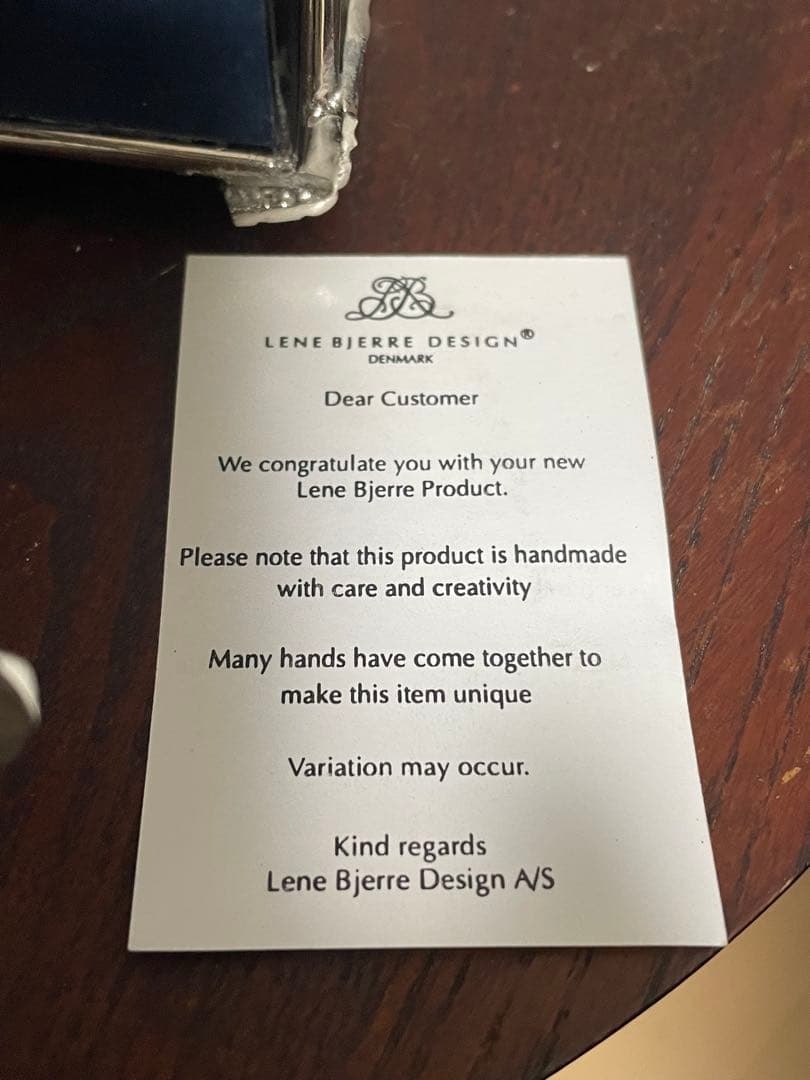 LENE BJERRE DESIGN®
DENMARK
Dear Customer
We congratulate you with your new
Lene Bjerre Product.
Please note that this product is handmade
with care and creativity
Many hands have come together to
make this item unique
Variation may occur.
Kind regards
Lene Bjerre Design A/S